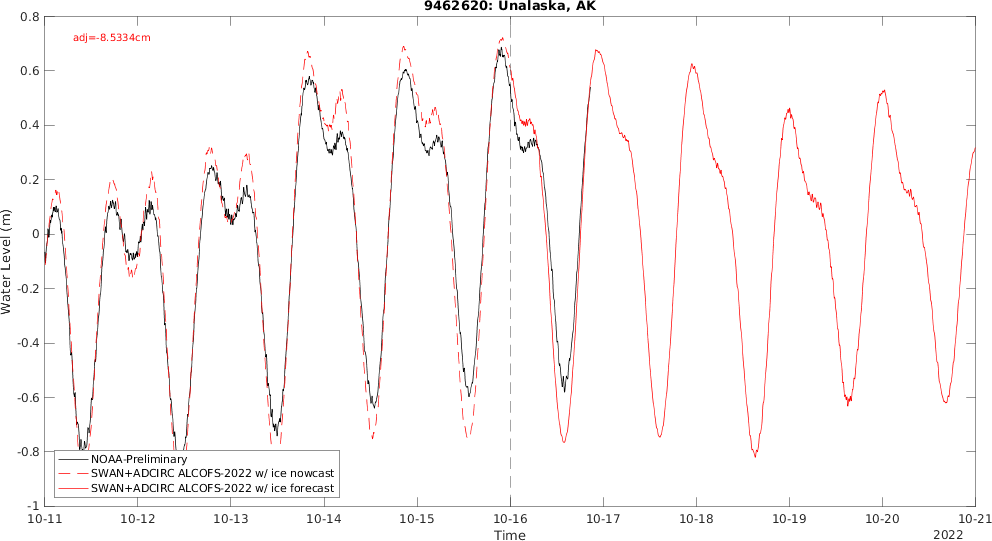 9462620: Unalaska, AK
adj=-8.5334cm
0.8
0.6
0.4
0.2
0
-0.2
-0.4
-0.6
-0.8
-1
Water Level (m)
NOAA-Preliminary
SWAN+ADCIRC ALCOFS-2022 w/ ice nowcast
SWAN+ADCIRC ALCOFS-2022 w/ ice forecast
10-11 10-12 10-13 10-14 10-15 10-16 10-17 10-18 10-19 10-20 10-21
Time
2022